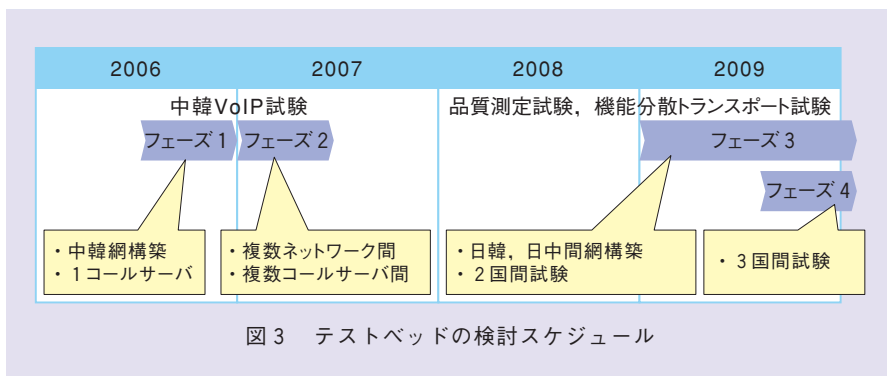 2006
2007
2008
2009
中韓VoIP試験
品質測定試験，機能分散トランスポート試験
フェーズ1
フェーズ2
フェーズ3
フェーズ4
・中韓網構築
・1コールサーバ
・複数ネットワーク間
・複数コールサーバ間
・日韓，日中間網構築
・2国間試験
・3国間試験
図3　テストベッドの検討スケジュール